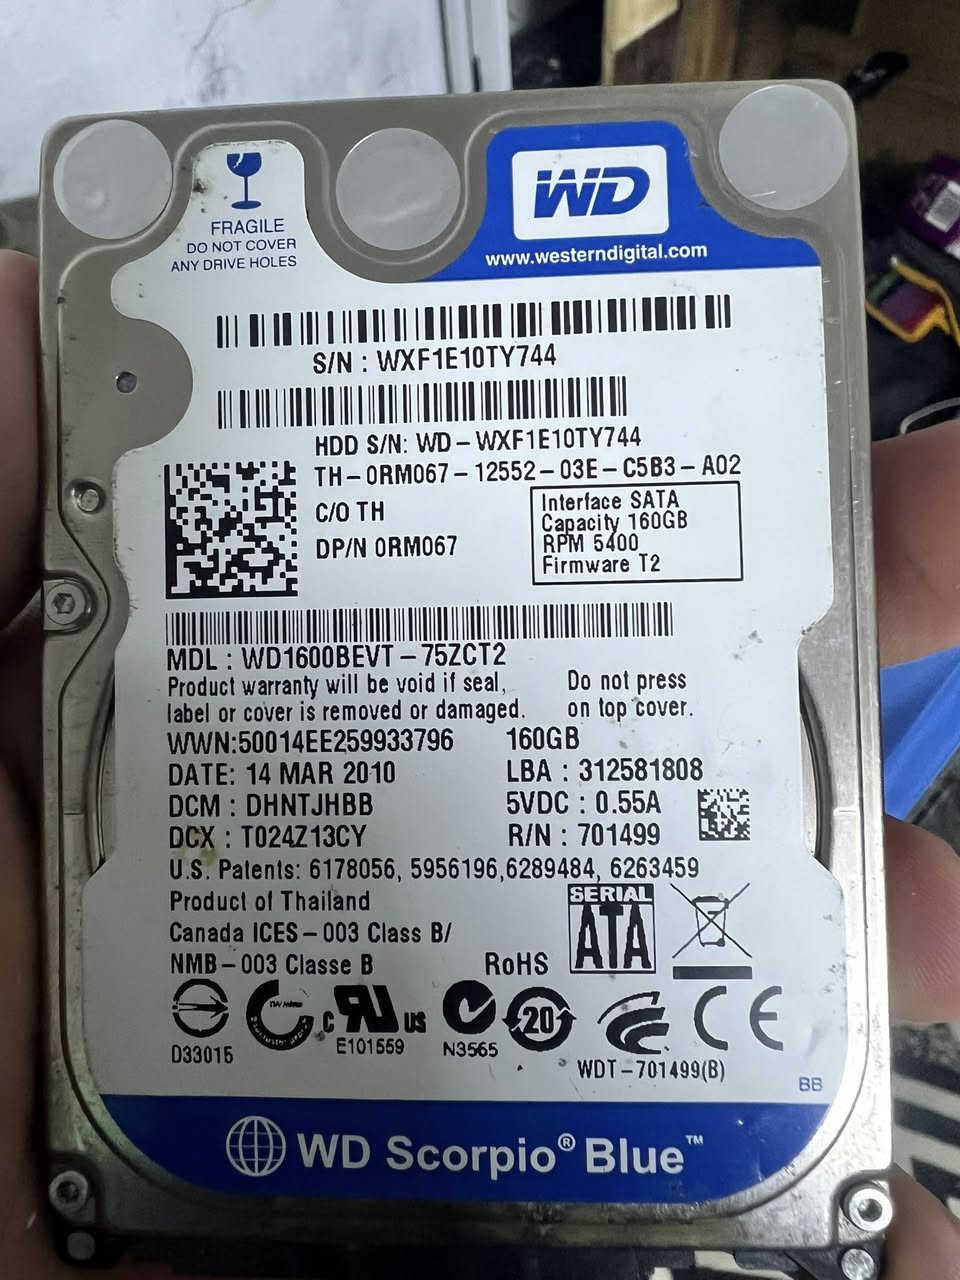 FRAGILE
DO NOT COVER
ANY DRIVE HOLES
WD
www.westerndigital.com
S/N : WXF1E10TY744
HDD S/N: WD-WXF1E10TY744
TH-0RM067-12552-03E-C5B3-A02
C/O TH
DP/N 0RM067
Interface SATA
Capacity 160GB
RPM 5400
Firmware T2
MDL : WD1600BEVT-75ZCT2
Product warranty will be void if seal,
label or cover is removed or damaged.
Do not press
on top cover.
WWN:50014EE259933796
160GB
DATE: 14 MAR 2010
LBA : 312581808
DCM : DHNTJHBB
5VDC : 0.55A
DCX : T024Z13CY
R/N : 701499
U.S. Patents: 6178056, 5956196,6289484, 6263459
Product of Thailand
Canada ICES-003 Class B/
NMB-003 Classe B
RoHS
SERIAL
ATA
D33015
C UR US
E101559
N3565
20
CE
WDT-701499(B)
BB
WD Scorpio® Blue™